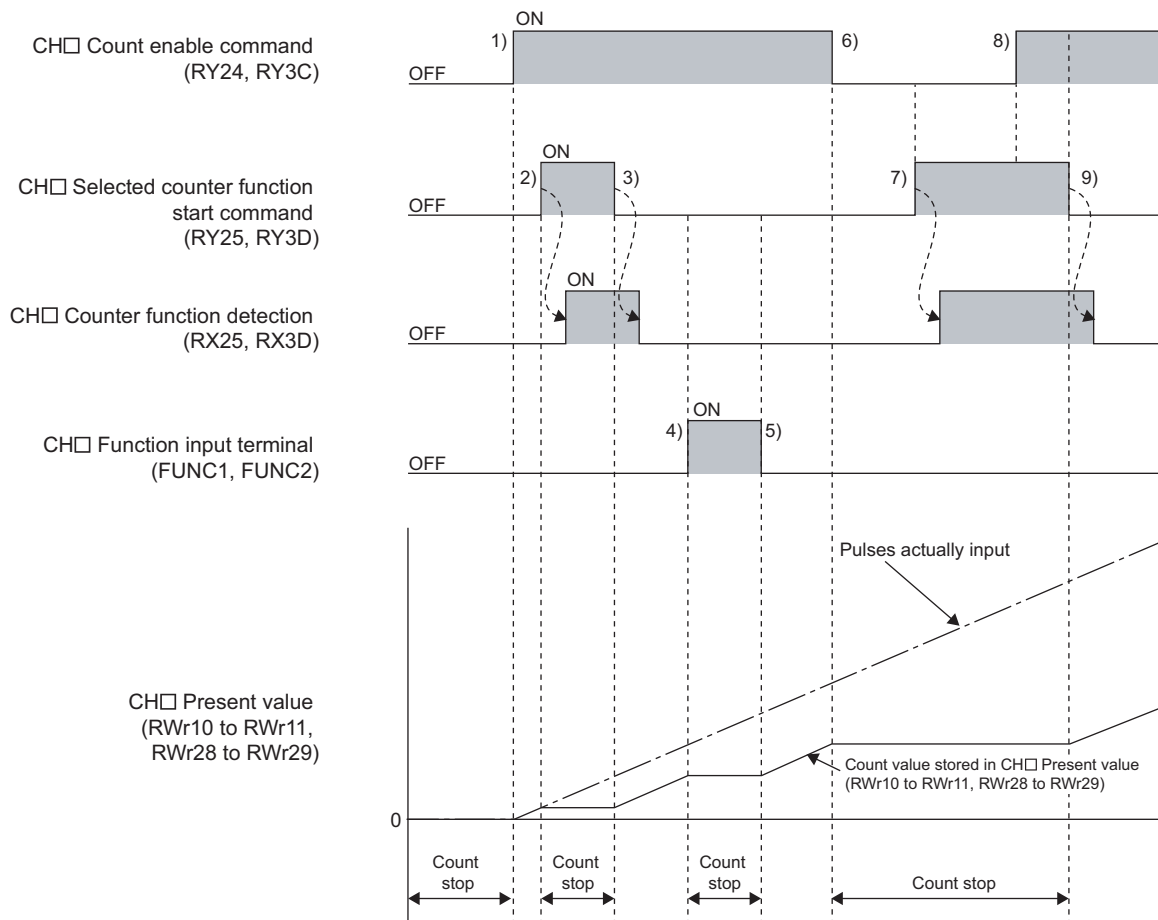 ON
1)
6)
8)
CH□ Count enable command
(RY24, RY3C)
OFF
ON
2)
3)
7)
9)
CH□ Selected counter function
start command
(RY25, RY3D)
OFF
ON
CH□ Counter function detection
(RX25, RX3D)
OFF
ON
4)
5)
CH□ Function input terminal
(FUNC1, FUNC2)
OFF
Pulses actually input
CH□ Present value
(RWr10 to RWr11,
RWr28 to RWr29)
Count value stored in CH□ Present value
(RWr10 to RWr11, RWr28 to RWr29)
0
Count
stop
Count
stop
Count
stop
Count stop